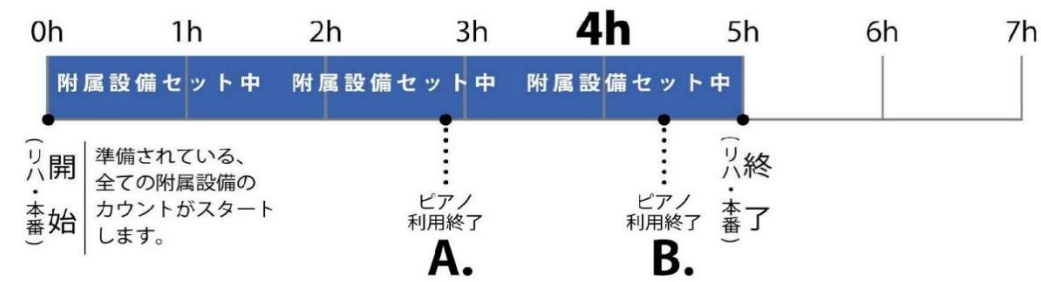 0h 1h 2h 3h 4h 5h 6h 7h
附属設備セット中 附属設備セット中 附属設備セット中
開始
(リハ・本番)
準備されている、
全ての附属設備の
カウントがスタート
します。
ピアノ
利用終了
A.
ピアノ
利用終了
B.
終了
(リハ・本番)